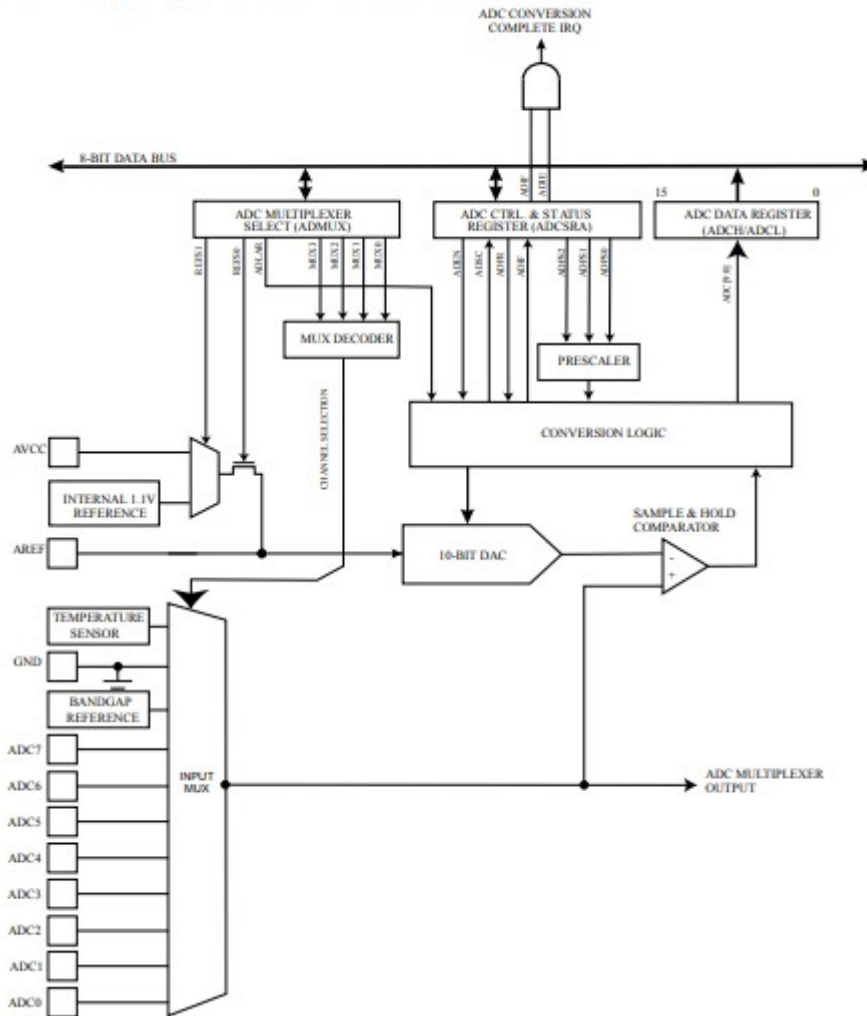 ADC CONVERSION
COMPLETE IRQ
8-BIT DATA BUS
ADIF
ADIE
15
0
ADC MULTIPLEXER
SELECT (ADMUX)
ADC CTRL. & STATUS
REGISTER (ADCSRA)
ADC DATA REGISTER
(ADCH/ADCL)
REFS1
REFS0
ADLAR
MUX3
MUX2
MUX1
MUX0
ADEN
ADSC
ADFR
ADIF
ADPS2
ADPS1
ADPS0
ADC[9:0]
MUX DECODER
PRESCALER
CHANNEL SELECTION
CONVERSION LOGIC
AVCC
INTERNAL 1.1V
REFERENCE
SAMPLE & HOLD
COMPARATOR
AREF
10-BIT DAC
-
+
TEMPERATURE
SENSOR
GND
BANDGAP
REFERENCE
ADC7
ADC6
INPUT
MUX
ADC MULTIPLEXER
OUTPUT
ADC5
ADC4
ADC3
ADC2
ADC1
ADC0